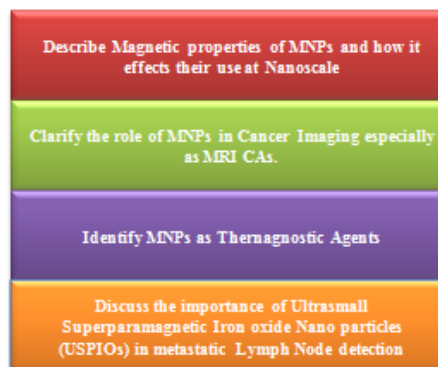 Describe Magnetic properties of MNPs and how it
effects their use at Nanoscale
Clarify the role of MNPs in Cancer Imaging especially
as MRI CAs.
Identify MNPs as Thernagnostic Agents
Discuss the importance of Ultrasmall
Superparamagnetic Iron oxide Nano particles
(USPIOs) in metastatic Lymph Node detection